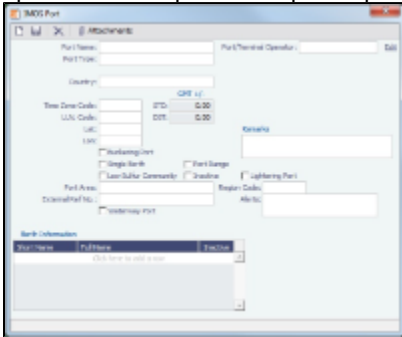 IMOS Port
Attachments
Port Name:
Port/Terminal Operator:
Edit
Port Type:
Country:
GMT +/-
Time Zone Code:
STD:
0.00
U.N. Code:
DST:
0.00
Lat:
Remarks
Lon:
Bunkering Port
Single Berth
Port Range
Low Sulfur Community
Inactive
Lightering Port
Port Area:
Region Code:
External Ref No.:
Alerts:
Waterway Port
Berth Information
Short Name
Full Name
Inactive
Click here to add a new